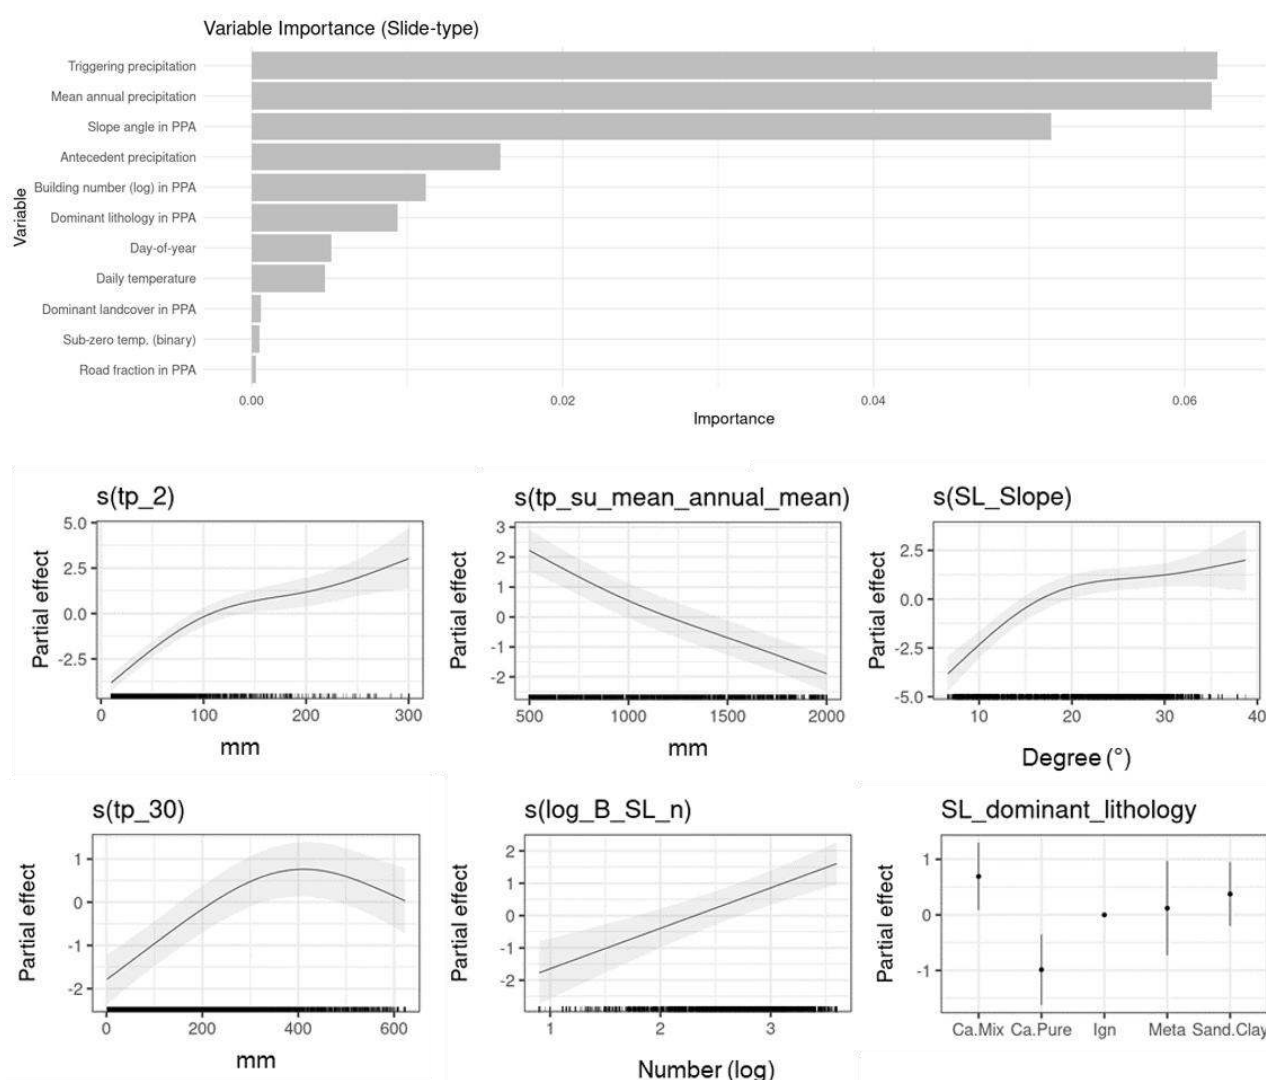 Variable Importance (Slide-type)
Variable
Triggering precipitation
Mean annual precipitation
Slope angle in PPA
Antecedent precipitation
Building number (log) in PPA
Dominant lithology in PPA
Day-of-year
Daily temperature
Dominant landcover in PPA
Sub-zero temp. (binary)
Road fraction in PPA
0.00 0.02 0.04 0.06
Importance
s(tp_2)
Partial effect
5.0
2.5
0.0
-2.5
0 100 200 300
mm
s(tp_su_mean_annual_mean)
Partial effect
3
2
1
0
-1
-2
500 1000 1500 2000
mm
s(SL_Slope)
Partial effect
2.5
0.0
-2.5
-5.0
10 20 30 40
Degree (°)
s(tp_30)
Partial effect
1
0
-1
-2
0 200 400 600
mm
s(log_B_SL_n)
Partial effect
2
1
0
-1
-2
1 2 3
Number (log)
SL_dominant_lithology
Partial effect
1
0
-1
Ca.Mix Ca.Pure Ign Meta Sand.Clay